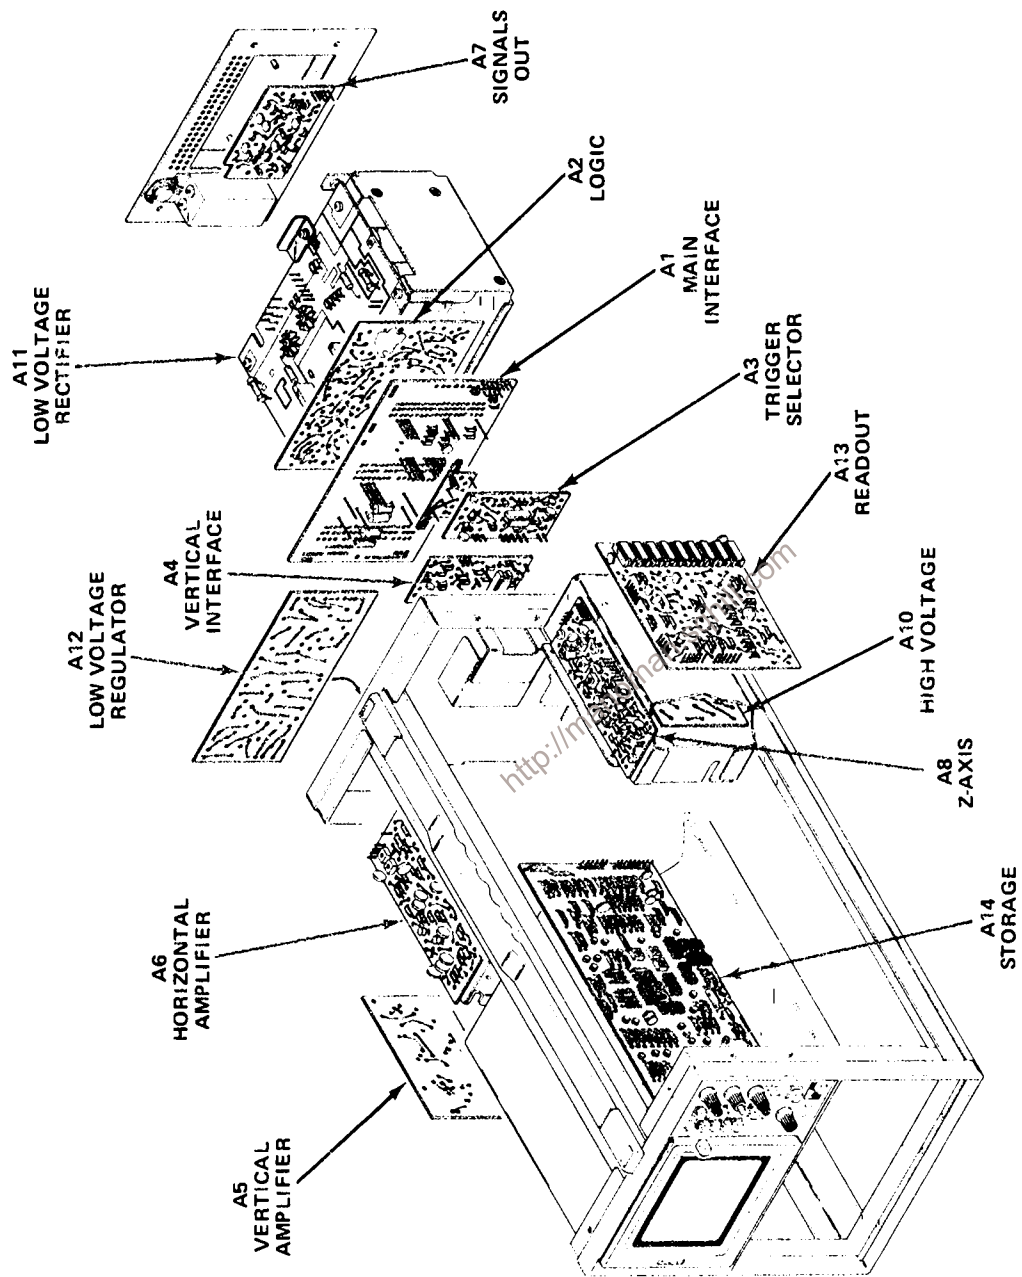 A5
VERTICAL
AMPLIFIER
A6
HORIZONTAL
AMPLIFIER
A12
LOW VOLTAGE
REGULATOR
A4
VERTICAL
INTERFACE
A11
LOW VOLTAGE
RECTIFIER
A7
SIGNALS
OUT
A2
LOGIC
A1
MAIN
INTERFACE
A3
TRIGGER
SELECTOR
A13
READOUT
A10
HIGH VOLTAGE
A8
Z-AXIS
A14
STORAGE